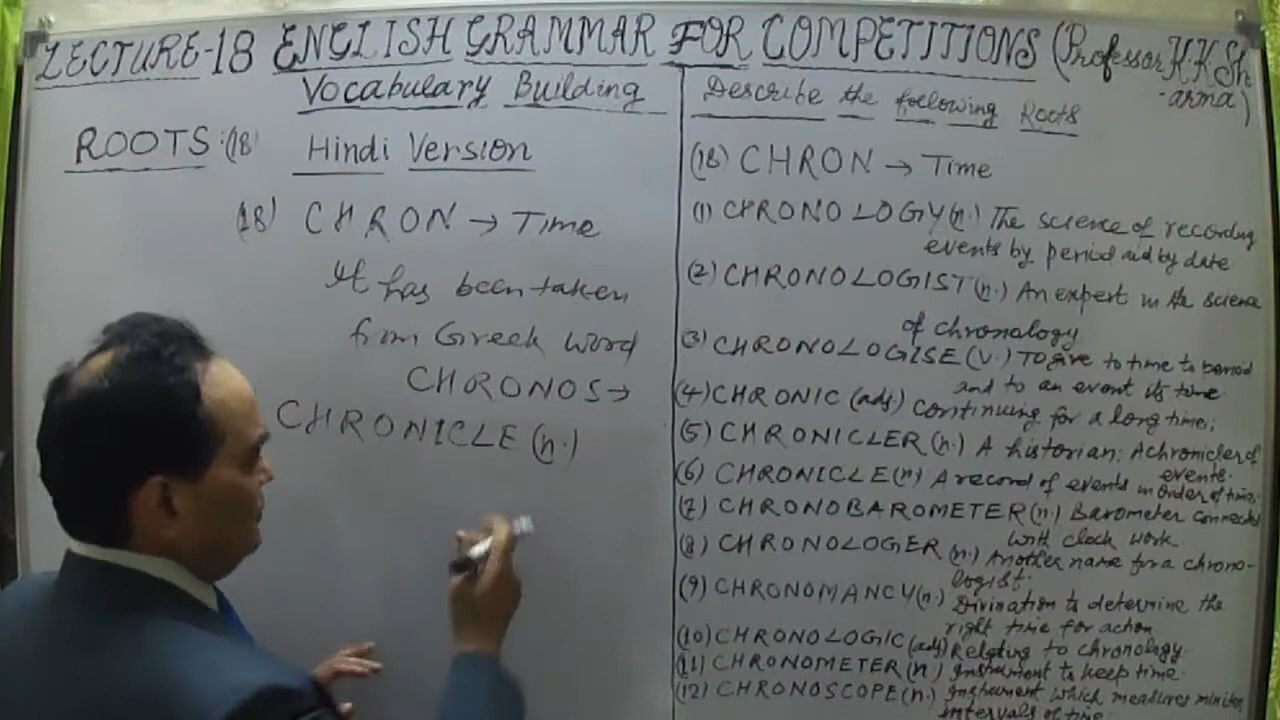 LECTURE-18 ENGLISH GRAMMAR FOR COMPETITIONS (Professor K.K.Sh
-arma)
Vocabulary Building
ROOTS:(18) Hindi Version
(18) CHRON → Time
It has been taken
from Greek word
CHRONOS →
CHRONICLE (n.)
Describe the following Roots
(18) CHRON → Time
(1) CHRONOLOGY (n.) The science of recording
events by period and by date
(2) CHRONOLOGIST (n.) An expert in the science
of chronalogy
(3) CHRONOLOGISE (V.) To give to time to period
and to an event its time.
(4) CHRONIC (adj) continuing for a long time;
(5) CHRONICLER (n.) A historian; A chronicler of
events.
(6) CHRONICLE (n) A record of events in order of time.
(7) CHRONOBAROMETER (n.) Barometer connected
with clock work
(8) CHRONOLOGER (n.) Another name for a chrono-
logist.
(9) CHRONOMANCY (n.) Divination to determine the
right time for action
(10) CHRONOLOGIC (adj) Relating to chronology.
(11) CHRONOMETER (n) Instrument to keep time.
(12) CHRONOSCOPE (n.) Instrument which measures
intervals of time